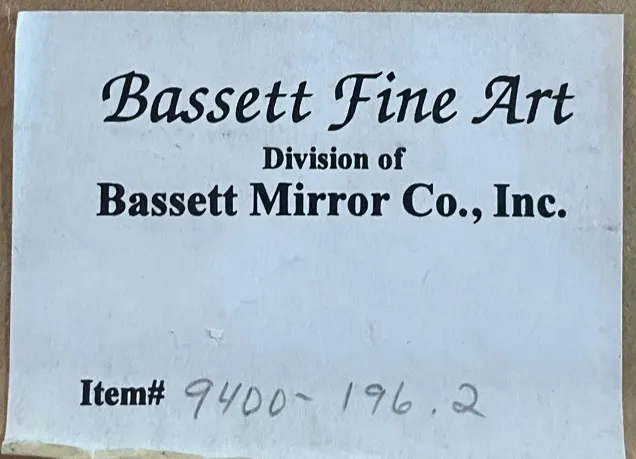 Bassett Fine Art
Division of
Bassett Mirror Co., Inc.
Item# 9400-196.2